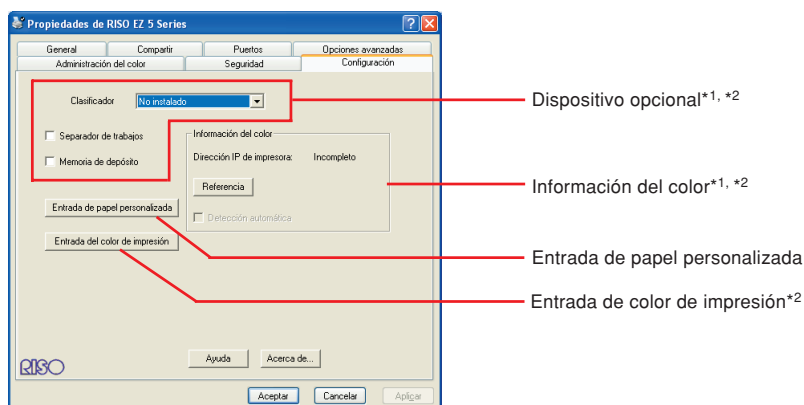 Propiedades de RISO EZ 5 Series
General Compartir Puertos Opciones avanzadas
Administración del color Seguridad Configuración
Clasificador No instalado
Separador de trabajos
Memoria de depósito
Información del color
Dirección IP de impresora: Incompleto
Referencia
Detección automática
Entrada de papel personalizada
Entrada del color de impresión
Ayuda Acerca de...
RISO
Aceptar Cancelar Aplicar
Dispositivo opcional*1, *2
Información del color*1, *2
Entrada de papel personalizada
Entrada de color de impresión*2